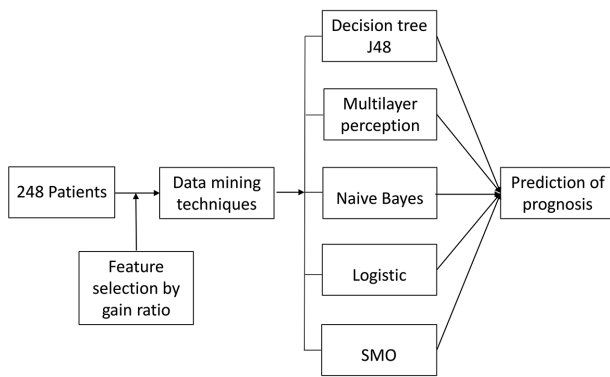 Decision tree
J48
Multilayer
perception
248 Patients
Data mining
techniques
Naive Bayes
Prediction of
prognosis
Feature
selection by
gain ratio
Logistic
SMO